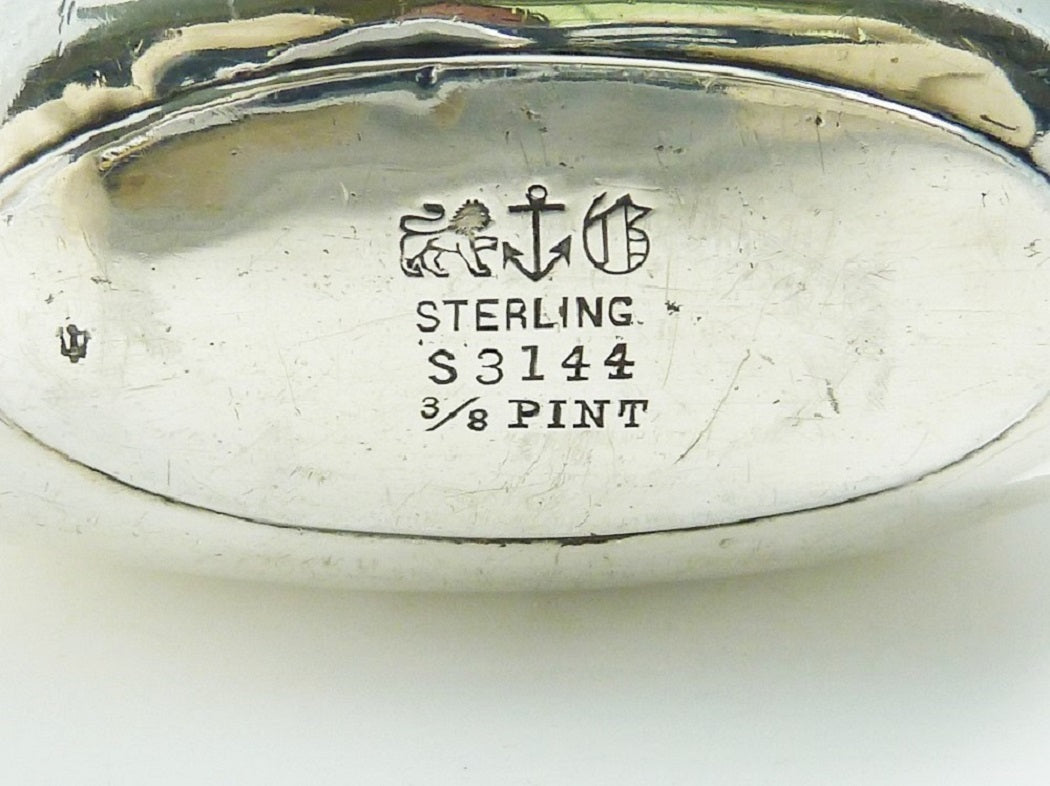 G
STERLING
S3144
3/8 PINT